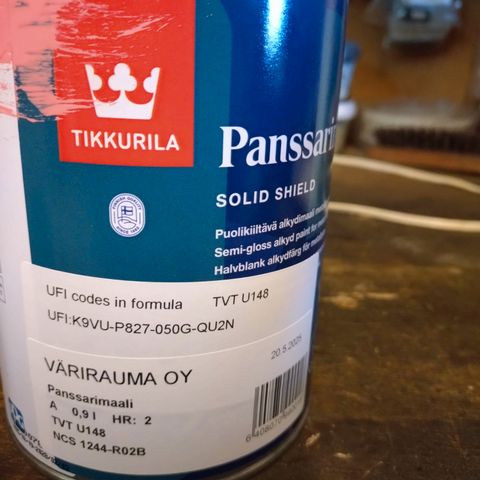 TIKKURILA
Panssari
SOLID SHIELD
Puolikiiltävä alkydimaali
Semi-gloss alkyd paint for
Halvblank alkydfärg för
UFI codes in formula TVT U148
UFI:K9VU-P827-050G-QU2N
20.5.2025
VÄRIRAUMA OY
Panssarimaali
A 0,9 l HR: 2
TVT U148
NCS 1244-R02B